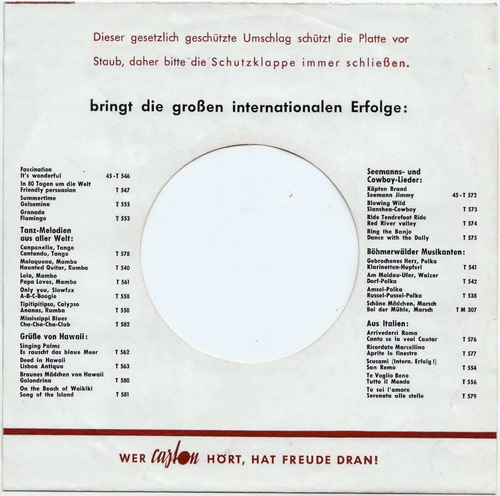 Dieser gesetzlich geschützte Umschlag schützt die Platte vor
Staub, daher bitte die Schutzklappe immer schließen.
bringt die großen internationalen Erfolge:
Fascination
It's wonderful 45-T 546
In 80 Tagen um die Welt
Friendly persuasion T 547
Summertime
Gelsomina T 555
Granada
Flamingo T 553
Tanz-Melodien
aus aller Welt:
Campanella, Tango
Cantando, Tango T 578
Malaguena, Mambo
Haunted Guitar, Rumba T 540
Lola, Mambo
Papa Loves, Mambo T 561
Only you, Slowfox
A-B-C-Boogie T 558
Tipitipitipso, Calypso
Ananas, Rumba T 550
Mississippi Blues
Cha-Cha-Cha-Club T 582
Grüße von Hawaii:
Singing Palms
Es rauscht das blaue Meer T 562
Deed in Hawaii
Lisboa Antiqua T 563
Braunes Mädchen von Hawaii
Golondrina T 580
On the Beach of Waikiki
Song of the Island T 581
Seemanns- und
Cowboy-Lieder:
Käpten Brand
Seemann Jimmy 45-T 572
Blowing Wild
Slanshea-Cowboy T 573
Ride Tenderfoot Ride
Red River valley T 574
Ring the Banjo
Dance with the Dolly T 575
Böhmerwälder Musikanten:
Gebrochenes Herz, Polka
Klarinetten-Hupferl T 541
Am Moldau-Ufer, Walzer
Dorf-Polka T 542
Amsel-Polka
Russel-Pussel-Polka T 538
Schöne Mädchen, Marsch
Bei der Mühle, Marsch T M 307
Aus Italien:
Arrivederci Roma
Canta se la vuoi Cantar T 576
Ricordate Marcellino
Aprite le finestre T 577
Scusami (Intern. Erfolg!)
San Remo T 554
Te Voglio Bene
Tutto il Monda T 556
Tu sei l'amore
Serenata alle stelle T 579
WER carlton HÖRT, HAT FREUDE DRAN!